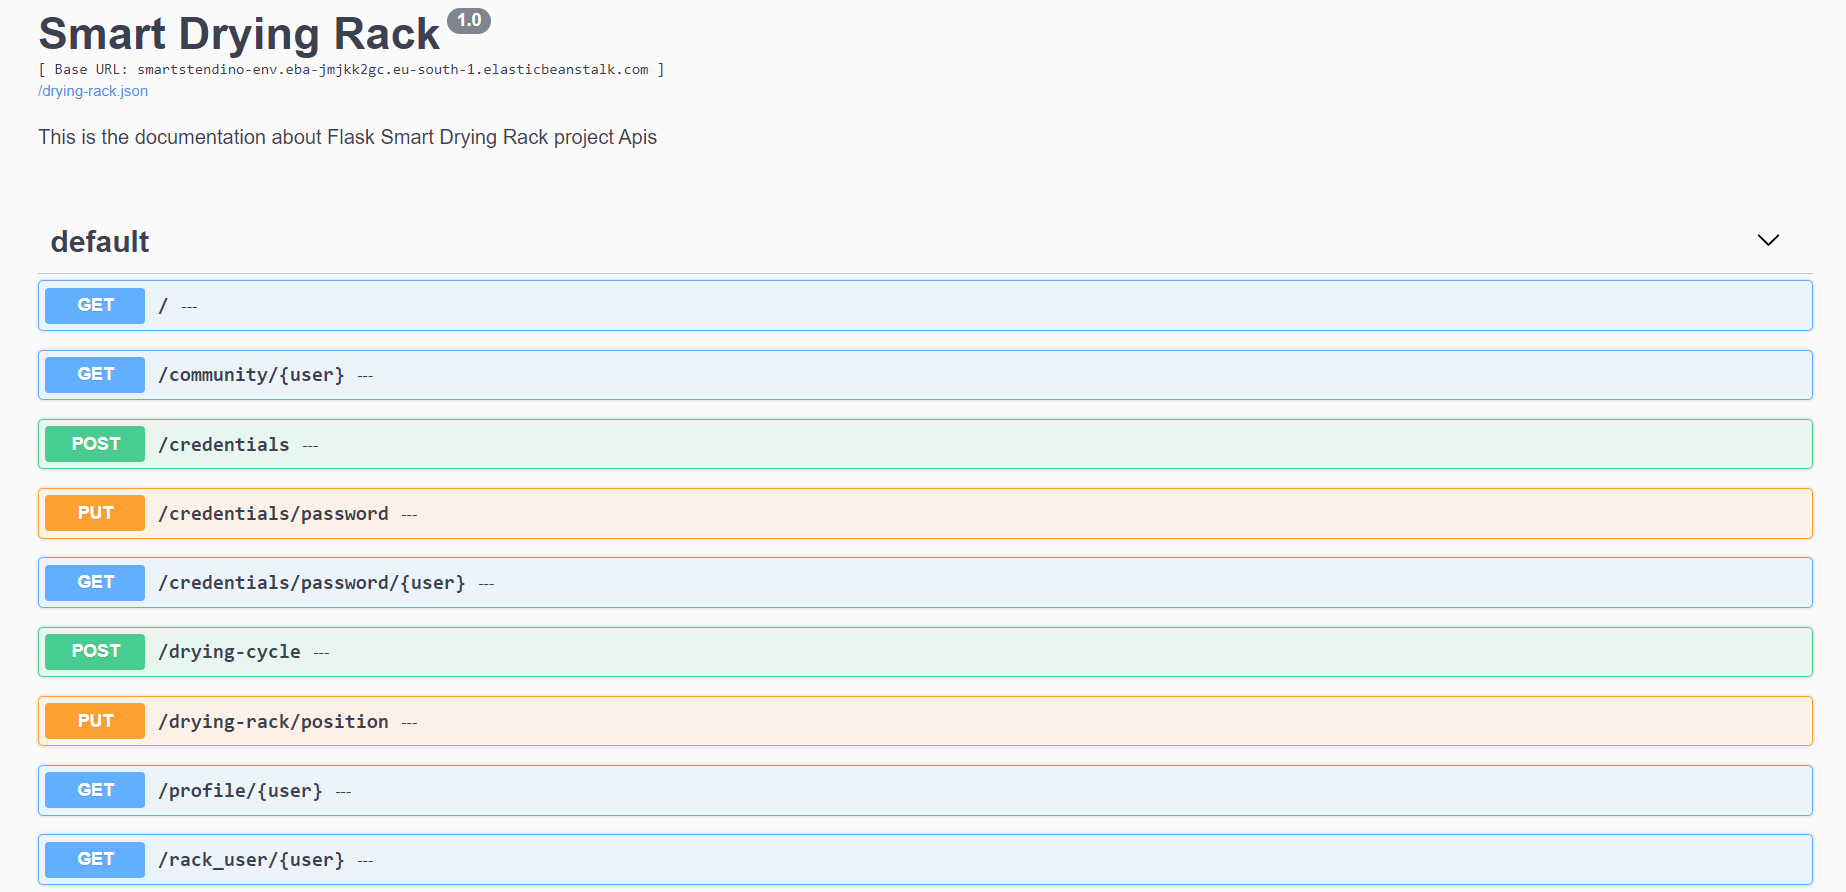 Smart Drying Rack 1.0
[ Base URL: smartstendino-env.eba-jmjkk2gc.eu-south-1.elasticbeanstalk.com ]
/drying-rack.json
This is the documentation about Flask Smart Drying Rack project Apis
default
GET / ---
GET /community/{user} ---
POST /credentials ---
PUT /credentials/password ---
GET /credentials/password/{user} ---
POST /drying-cycle ---
PUT /drying-rack/position ---
GET /profile/{user} ---
GET /rack_user/{user} ---